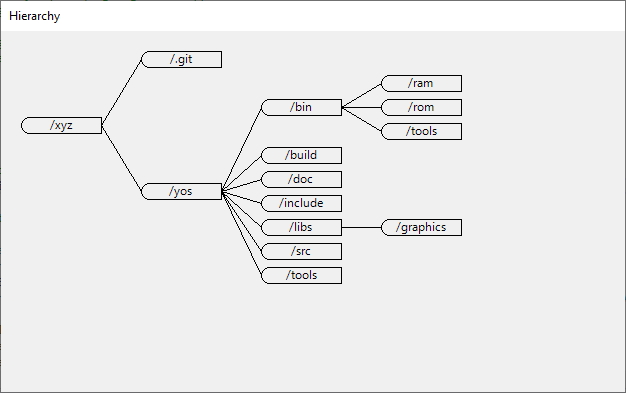 Hierarchy
/.git
/ram
/bin
/rom
/xyz
/tools
/build
/doc
/yos
/include
/libs
/graphics
/src
/tools